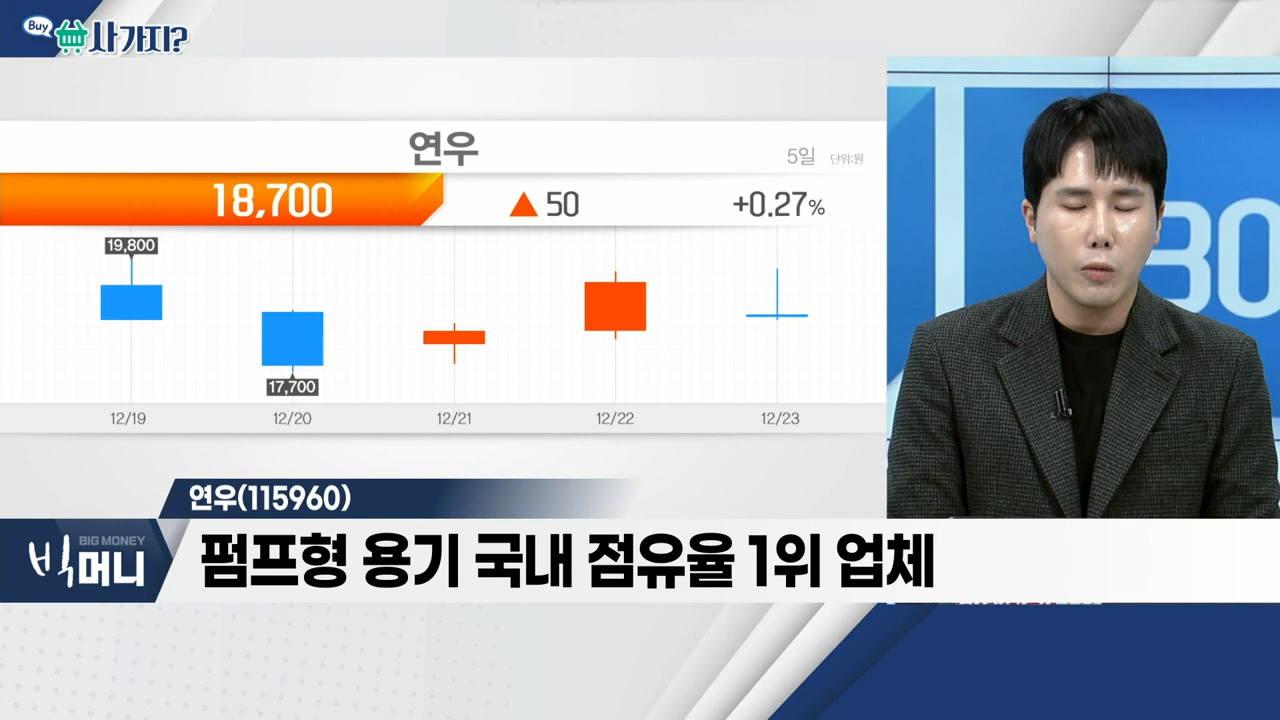 Buy 사가지?
연우
5일 단위:원
18,700 ▲ 50 +0.27%
19,800
17,700
12/19 12/20 12/21 12/22 12/23
30
연우(115960)
BIG MONEY
빅머니
펌프형 용기 국내 점유율 1위 업체